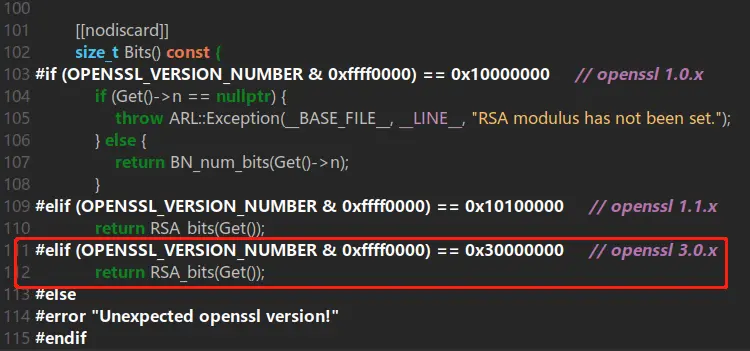 100
101 [[nodiscard]]
102 size_t Bits() const {
103 #if (OPENSSL_VERSION_NUMBER & 0xffff0000) == 0x10000000 // openssl 1.0.x
104 if (Get()->n == nullptr) {
105 throw ARL::Exception(__BASE_FILE__, __LINE__, "RSA modulus has not been set.");
106 } else {
107 return BN_num_bits(Get()->n);
108 }
109 #elif (OPENSSL_VERSION_NUMBER & 0xffff0000) == 0x10100000 // openssl 1.1.x
110 return RSA_bits(Get());
111 #elif (OPENSSL_VERSION_NUMBER & 0xffff0000) == 0x30000000 // openssl 3.0.x
112 return RSA_bits(Get());
113 #else
114 #error "Unexpected openssl version!"
115 #endif